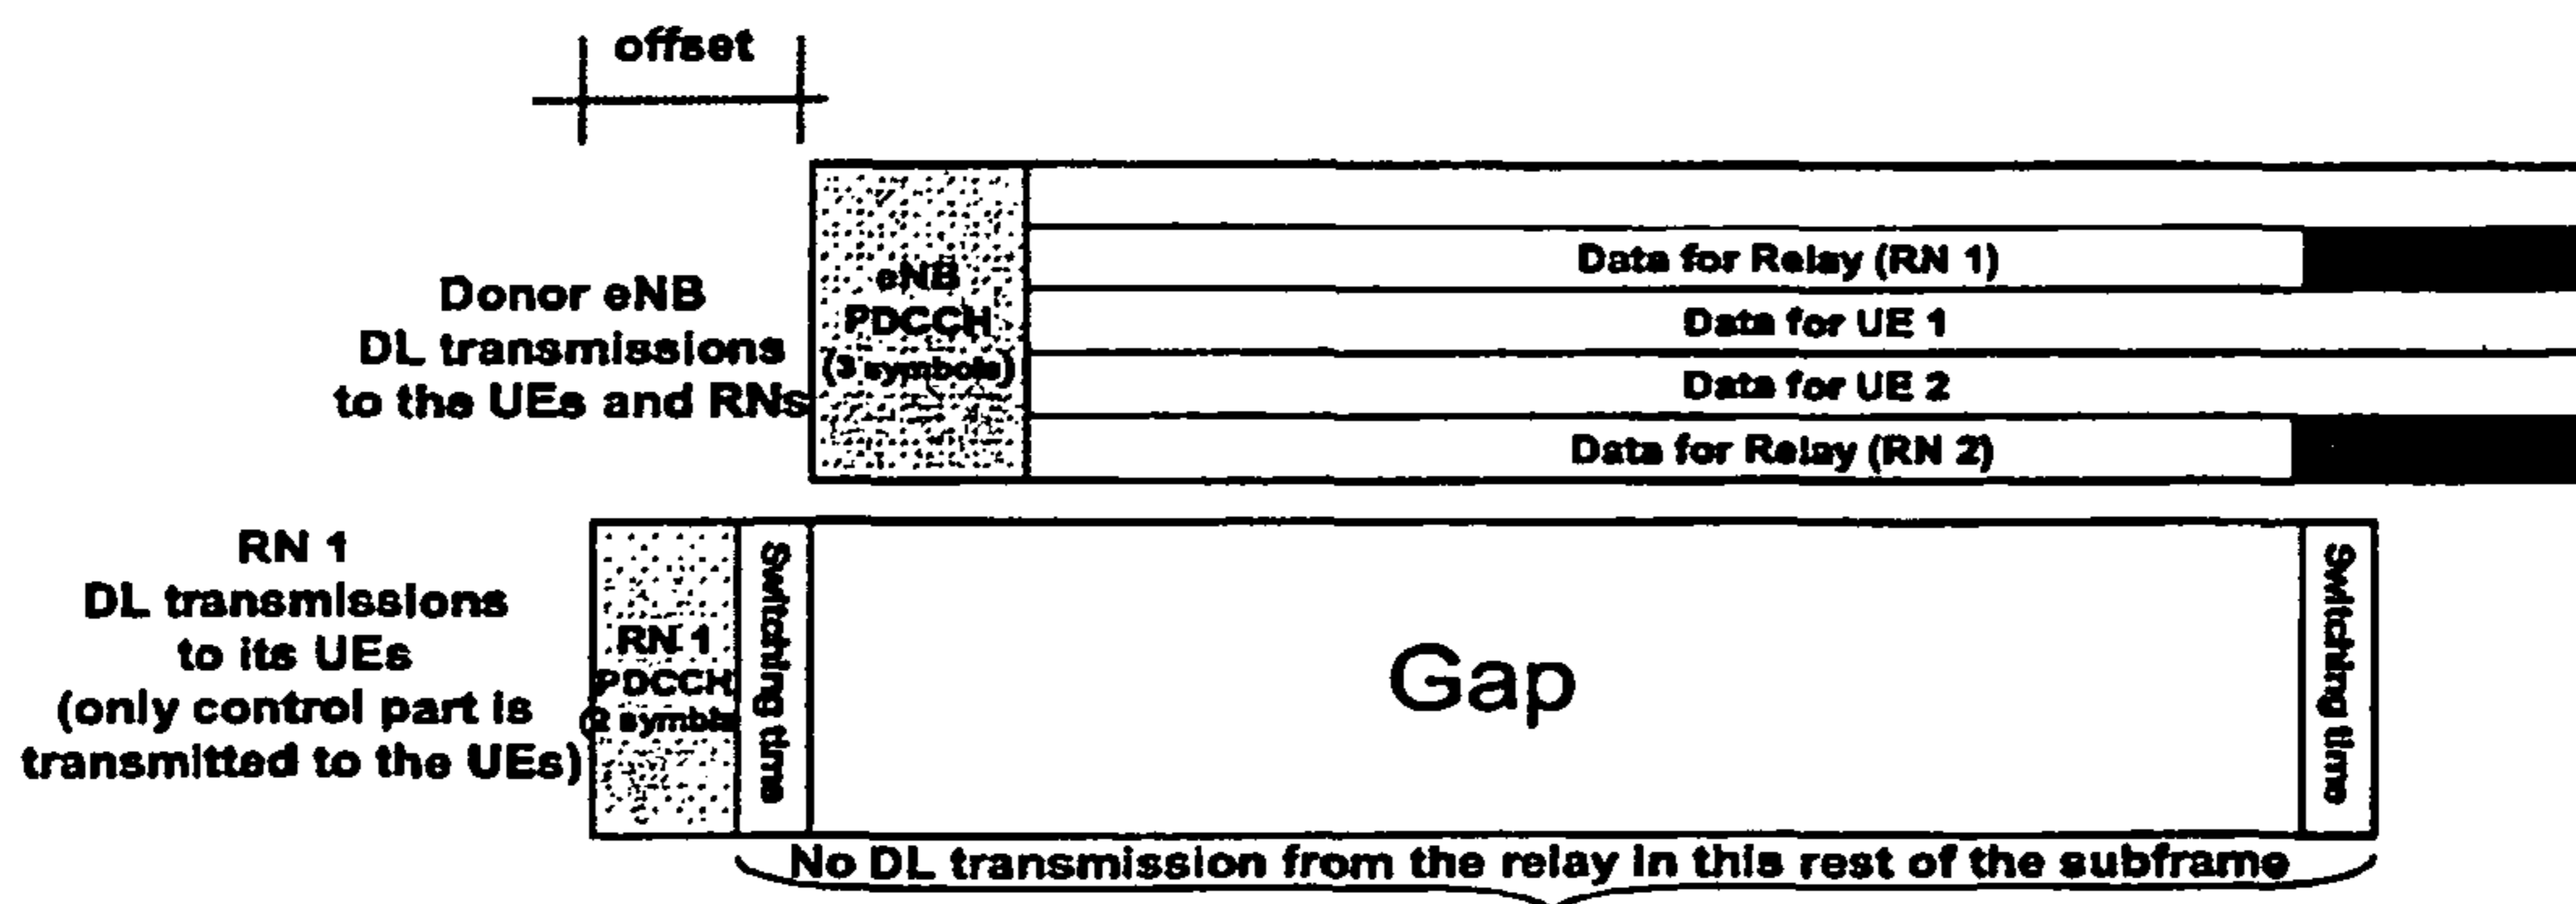 offset
Donor eNB
DL transmissions
to the UEs and RNs
eNB
PDCCH
(3 symbols)
Data for Relay (RN 1)
Data for UE 1
Data for UE 2
Data for Relay (RN 2)
RN 1
DL transmissions
to its UEs
(only control part is
transmitted to the UEs)
RN 1
PDCCH
(2 symbls
Switching time
Gap
Switching time
No DL transmission from the relay in this rest of the subframe